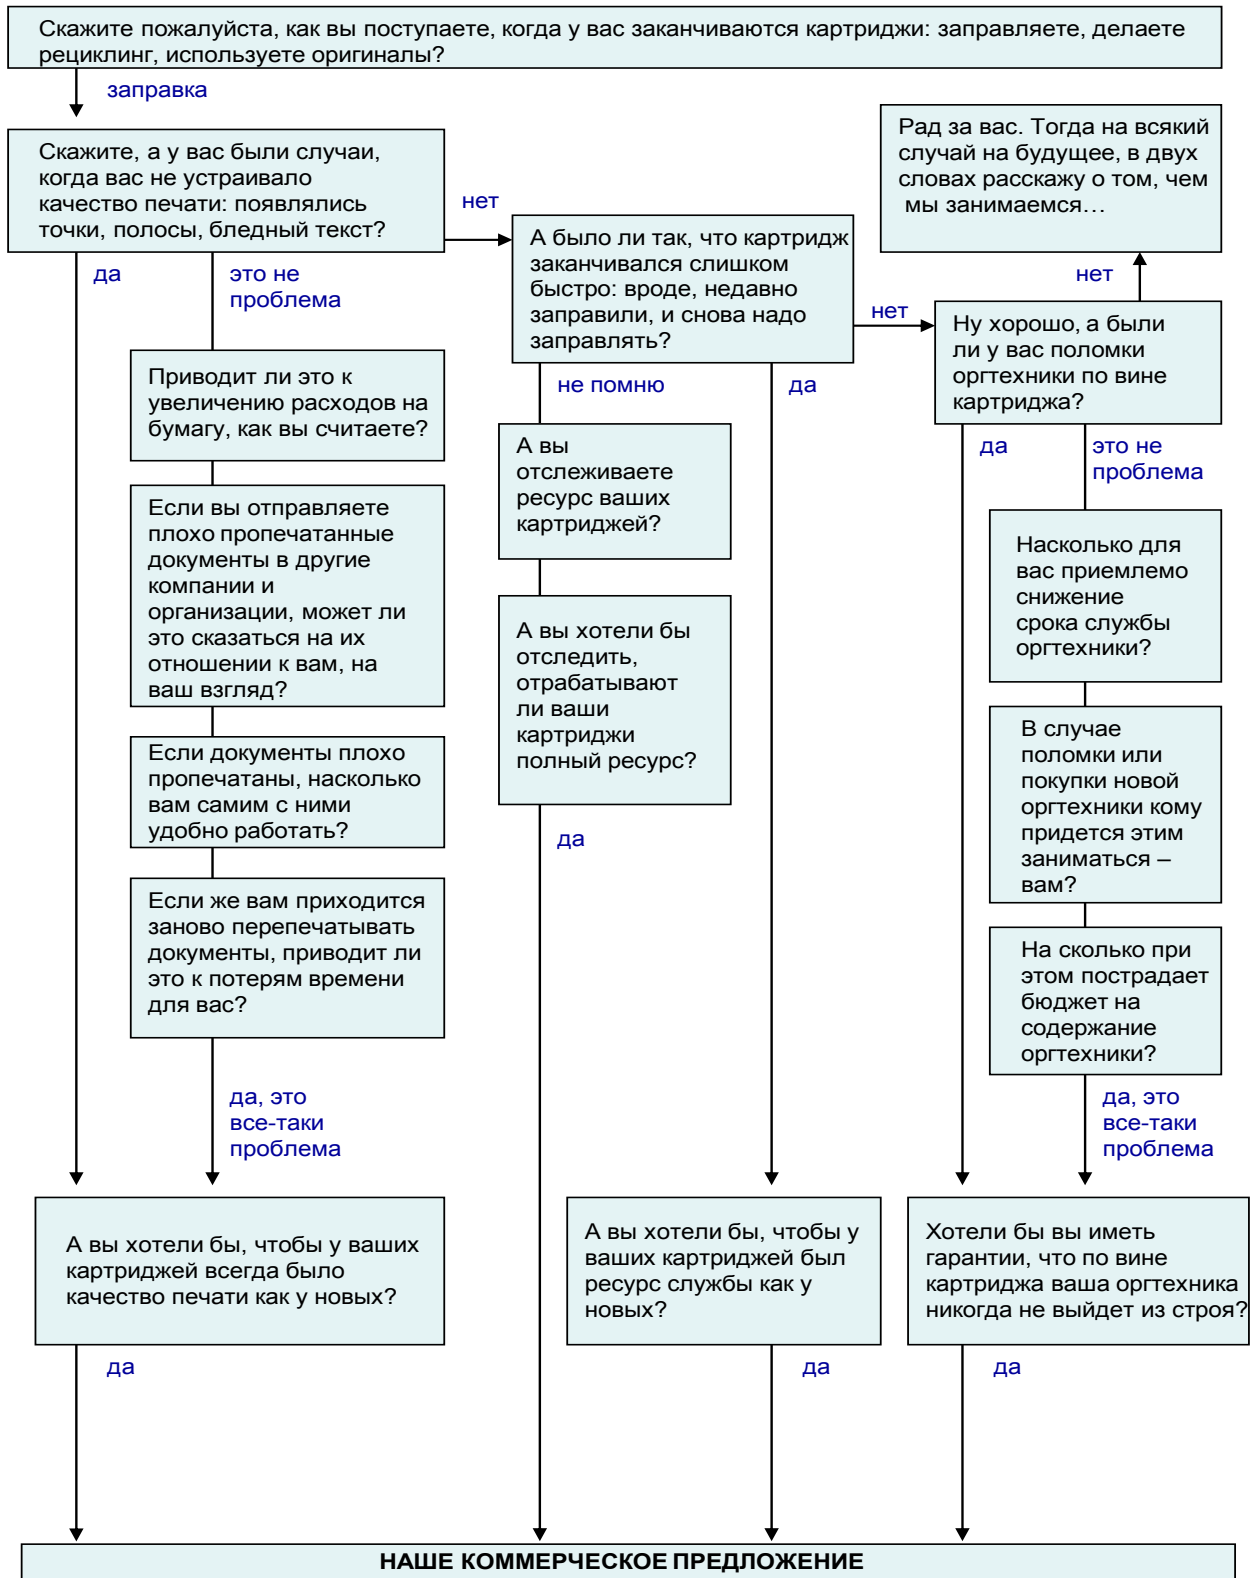 Скажите пожалуйста, как вы поступаете, когда у вас заканчиваются картриджи: заправляете, делаете
рециклинг, используете оригиналы?
заправка
Скажите, а у вас были случаи,
когда вас не устраивало
качество печати: появлялись
точки, полосы, бледный текст?
нет
да
это не
проблема
Приводит ли это к
увеличению расходов на
бумагу, как вы считаете?
Если вы отправляете
плохо пропечатанные
документы в другие
компании и
организации, может ли
это сказаться на их
отношении к вам, на
ваш взгляд?
Если документы плохо
пропечатаны, насколько
вам самим с ними
удобно работать?
Если же вам приходится
заново перепечатывать
документы, приводит ли
это к потерям времени
для вас?
да, это
все-таки
проблема
А вы хотели бы, чтобы у ваших
картриджей всегда было
качество печати как у новых?
да
А было ли так, что картридж
заканчивался слишком
быстро: вроде, недавно
заправили, и снова надо
заправлять?
нет
не помню
да
А вы
отслеживаете
ресурс ваших
картриджей?
А вы хотели бы
отследить,
отрабатывают
ли ваши
картриджи
полный ресурс?
да
А вы хотели бы, чтобы у
ваших картриджей был
ресурс службы как у
новых?
да
Рад за вас. Тогда на всякий
случай на будущее, в двух
словах расскажу о том, чем
мы занимаемся…
нет
Ну хорошо, а были
ли у вас поломки
оргтехники по вине
картриджа?
да
это не
проблема
Насколько для
вас приемлемо
снижение
срока службы
оргтехники?
В случае
поломки или
покупки новой
оргтехники кому
придется этим
заниматься –
вам?
На сколько при
этом пострадает
бюджет на
содержание
оргтехники?
да, это
все-таки
проблема
Хотели бы вы иметь
гарантии, что по вине
картриджа ваша оргтехника
никогда не выйдет из строя?
да
НАШЕ КОММЕРЧЕСКОЕ ПРЕДЛОЖЕНИЕ